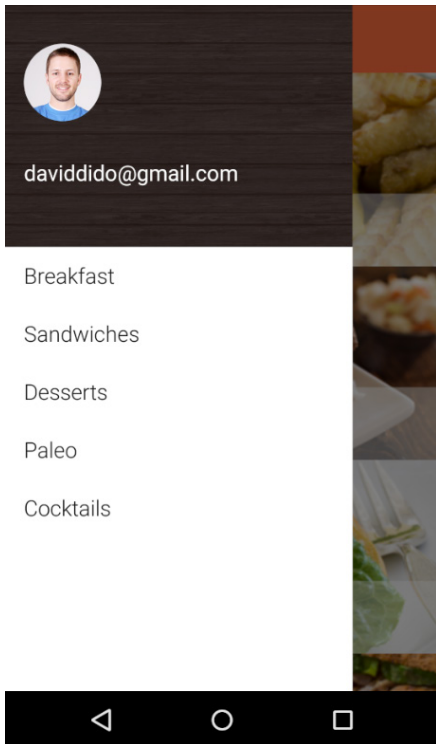 daviddido@gmail.com
Breakfast
Sandwiches
Desserts
Paleo
Cocktails